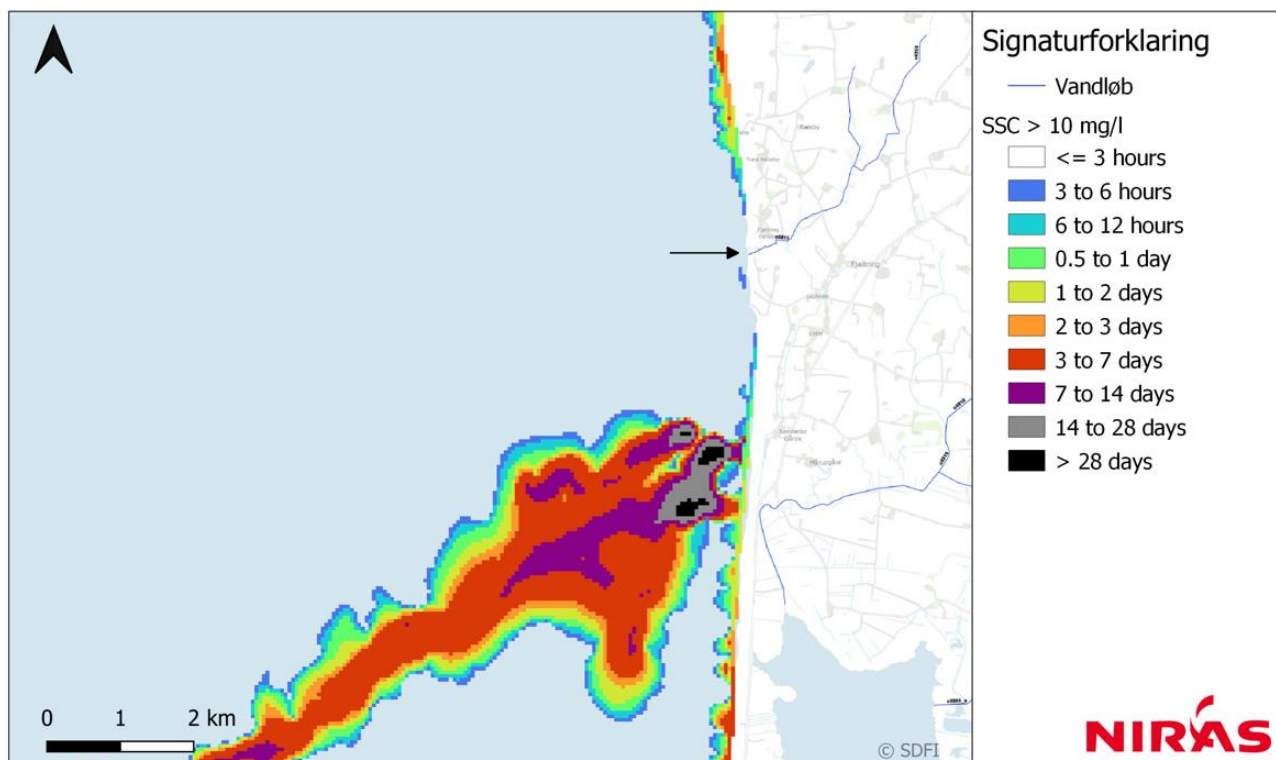 Signaturforklaring
Vandløb
SSC > 10 mg/l
<= 3 hours
3 to 6 hours
6 to 12 hours
0.5 to 1 day
1 to 2 days
2 to 3 days
3 to 7 days
7 to 14 days
14 to 28 days
> 28 days
Fjaltring
0 1 2 km
© SDFI
NIRAS